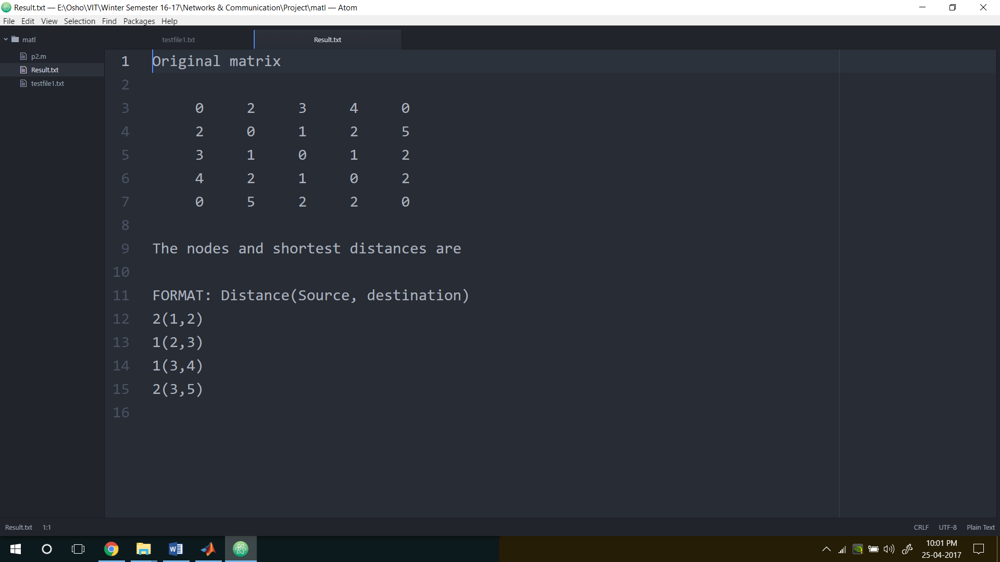 Result.txt — E:\Osho\VIT\Winter Semester 16-17\Networks & Communication\Project\matl — Atom
File Edit View Selection Find Packages Help
matl
p2.m
Result.txt
testfile1.txt
testfile1.txt Result.txt
1 Original matrix
2
3 0 2 3 4 0
4 2 0 1 2 5
5 3 1 0 1 2
6 4 2 1 0 2
7 0 5 2 2 0
8
9 The nodes and shortest distances are
10
11 FORMAT: Distance(Source, destination)
12 2(1,2)
13 1(2,3)
14 1(3,4)
15 2(3,5)
16
Result.txt 1:1 CRLF UTF-8 Plain Text
10:01 PM
25-04-2017